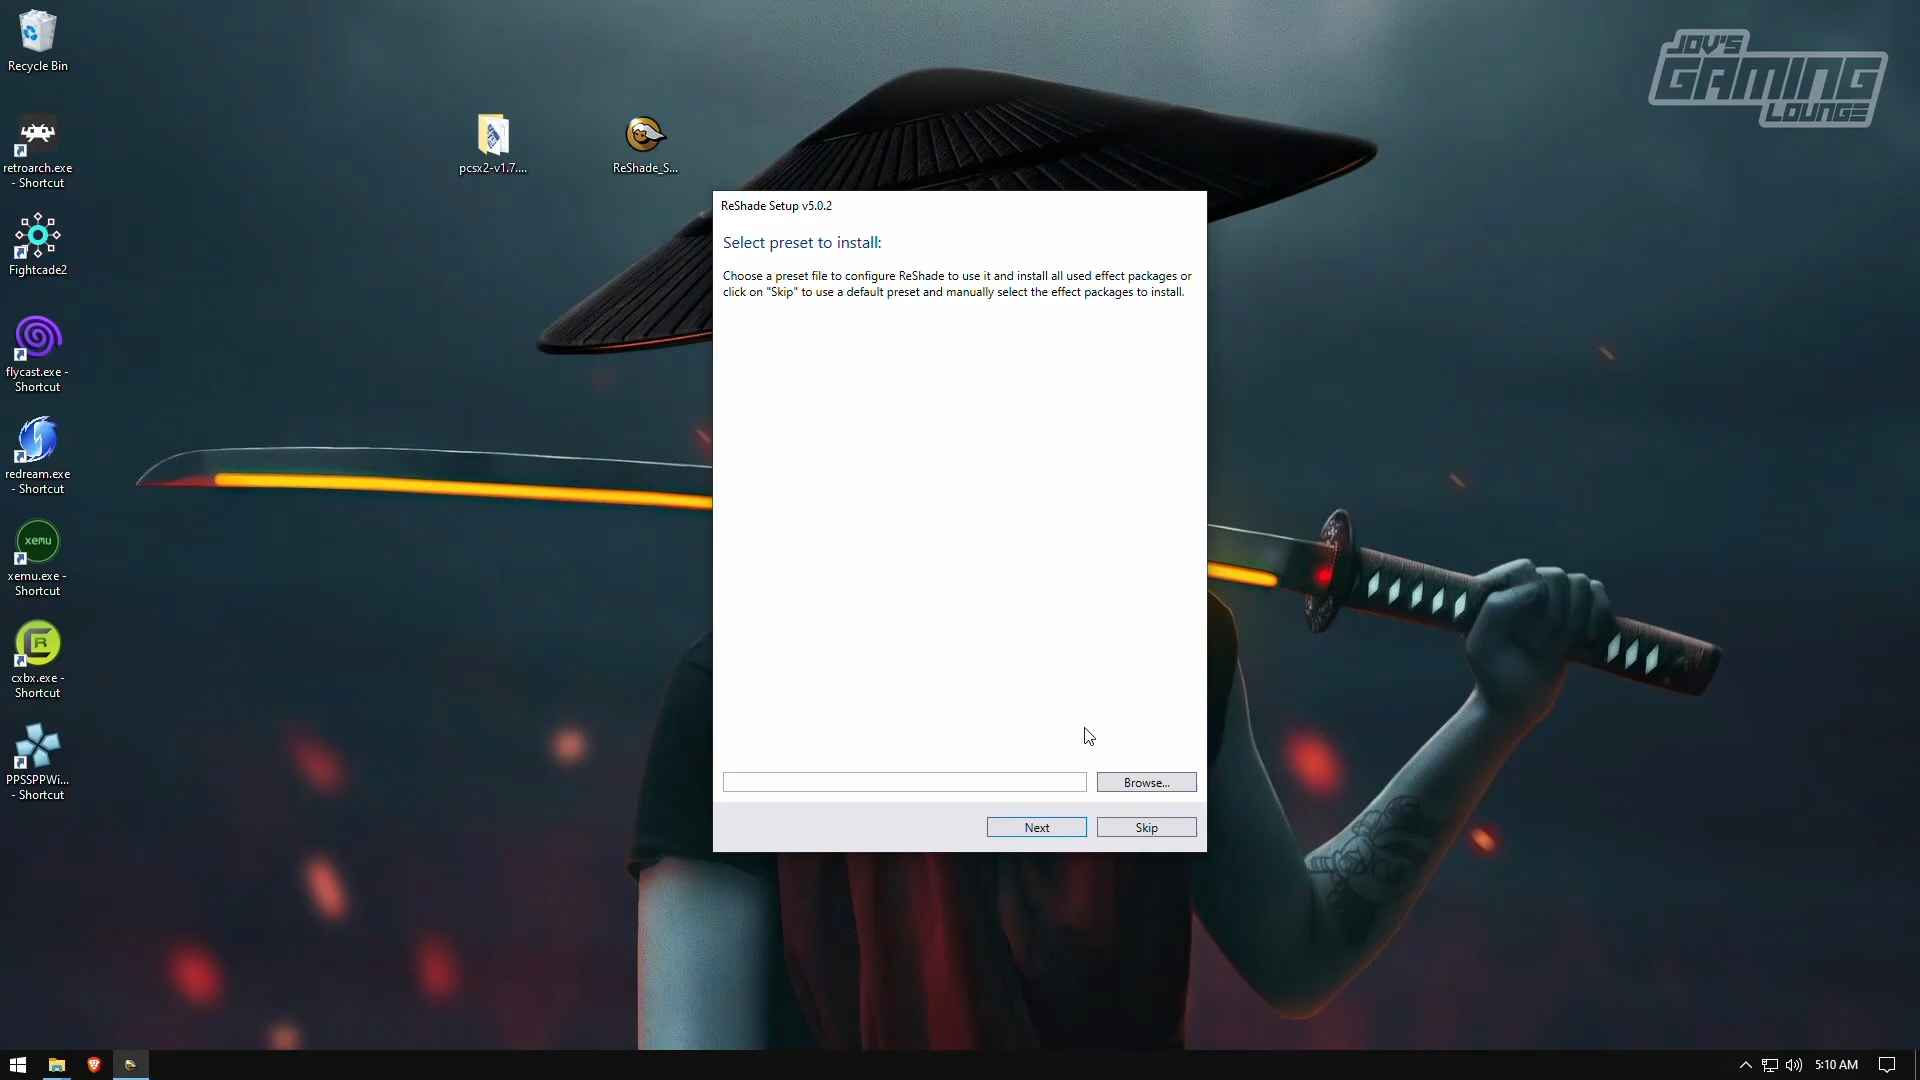 Recycle Bin
retroarch.exe
- Shortcut
Fightcade2
flycast.exe -
Shortcut
redream.exe
- Shortcut
xemu
xemu.exe -
Shortcut
R
cxbx.exe -
Shortcut
PPSSPPWi...
- Shortcut
pcsx2-v1.7....
ReShade_S...
JOV'S
GAMING
LOUNGE
ReShade Setup v5.0.2
Select preset to install:
Choose a preset file to configure ReShade to use it and install all used effect packages or
click on "Skip" to use a default preset and manually select the effect packages to install.
Browse...
Next
Skip
5:10 AM